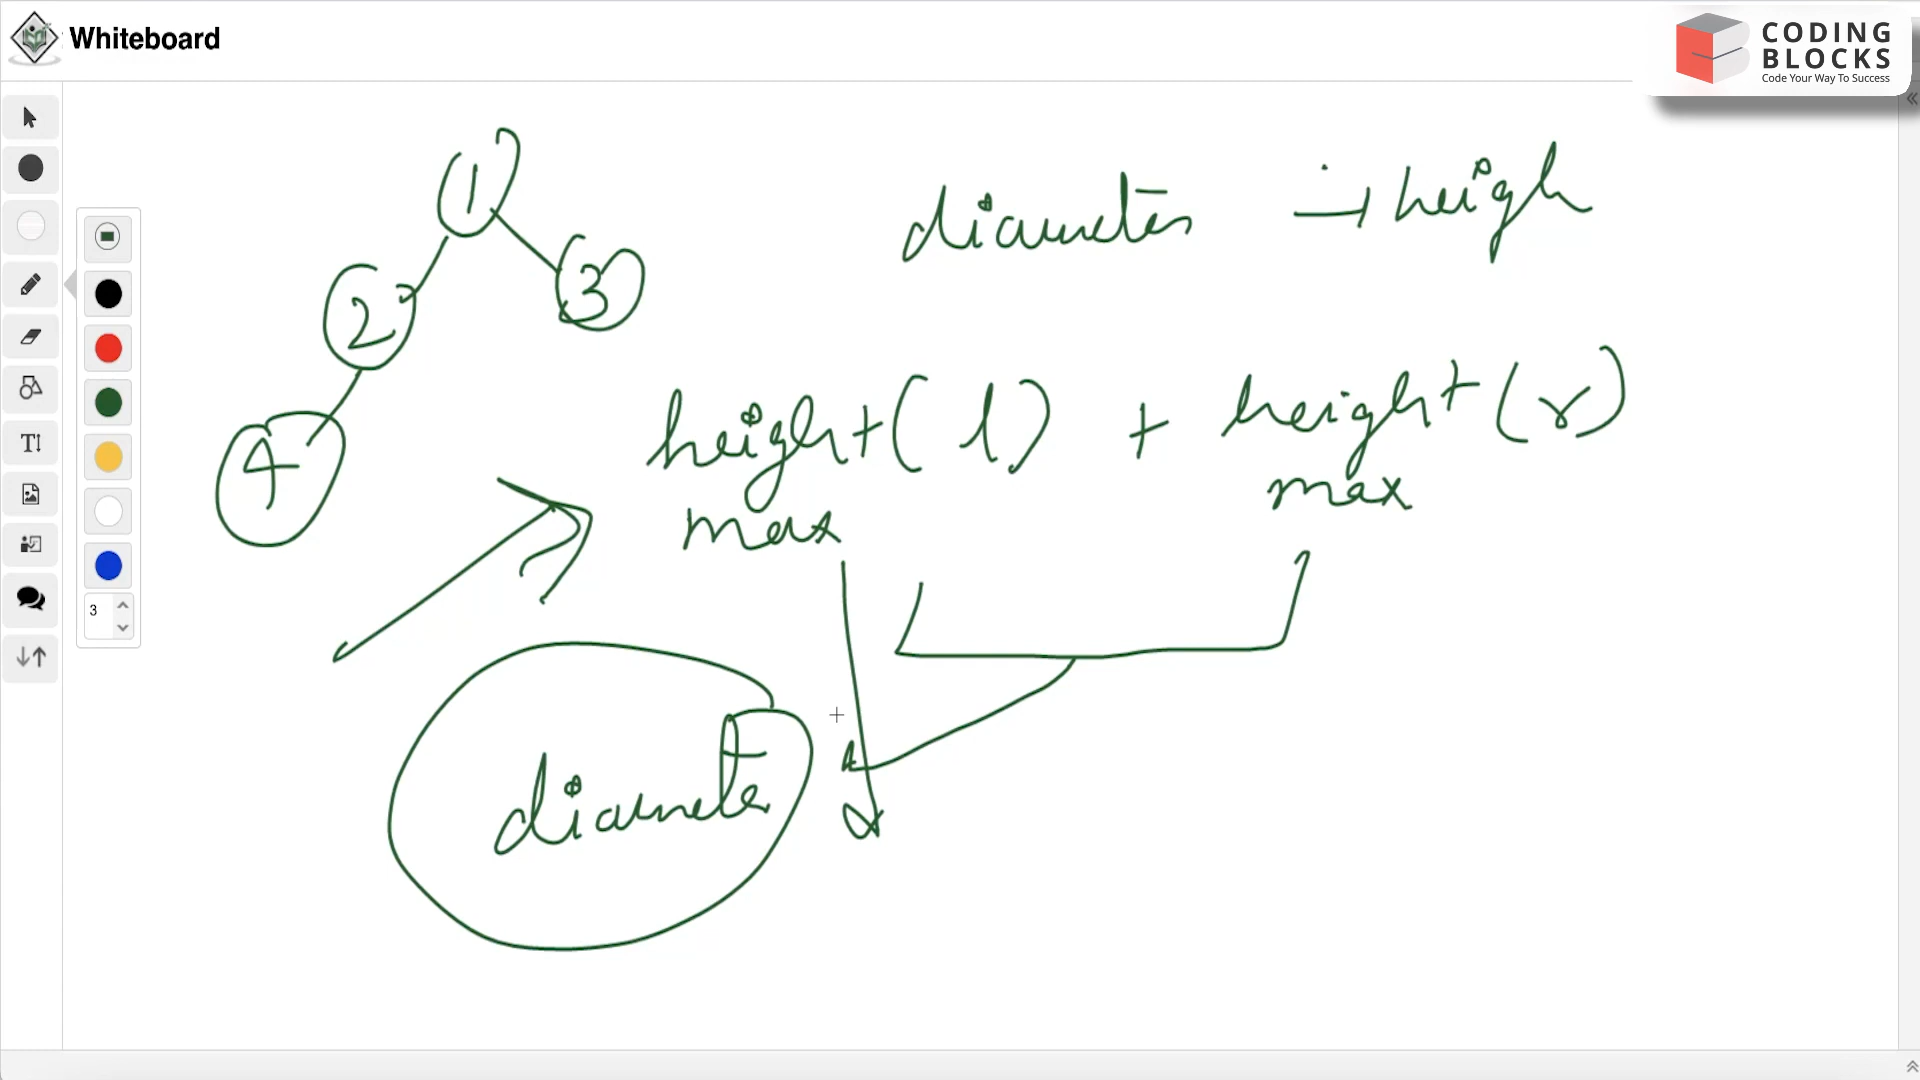 Whiteboard
CODING
BLOCKS
Code Your Way To Success
1
diameter → heigh
2
3
height(l) + height(r)
max
max
4
diameter
T
3